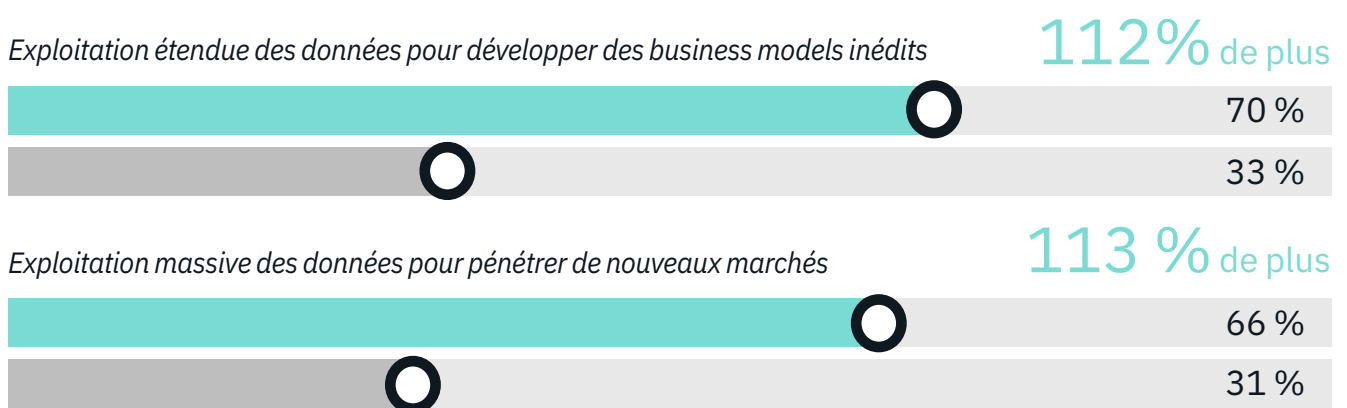 Exploitation étendue des données pour développer des business models inédits 112% de plus
70 %
33 %
Exploitation massive des données pour pénétrer de nouveaux marchés 113 % de plus
66 %
31 %